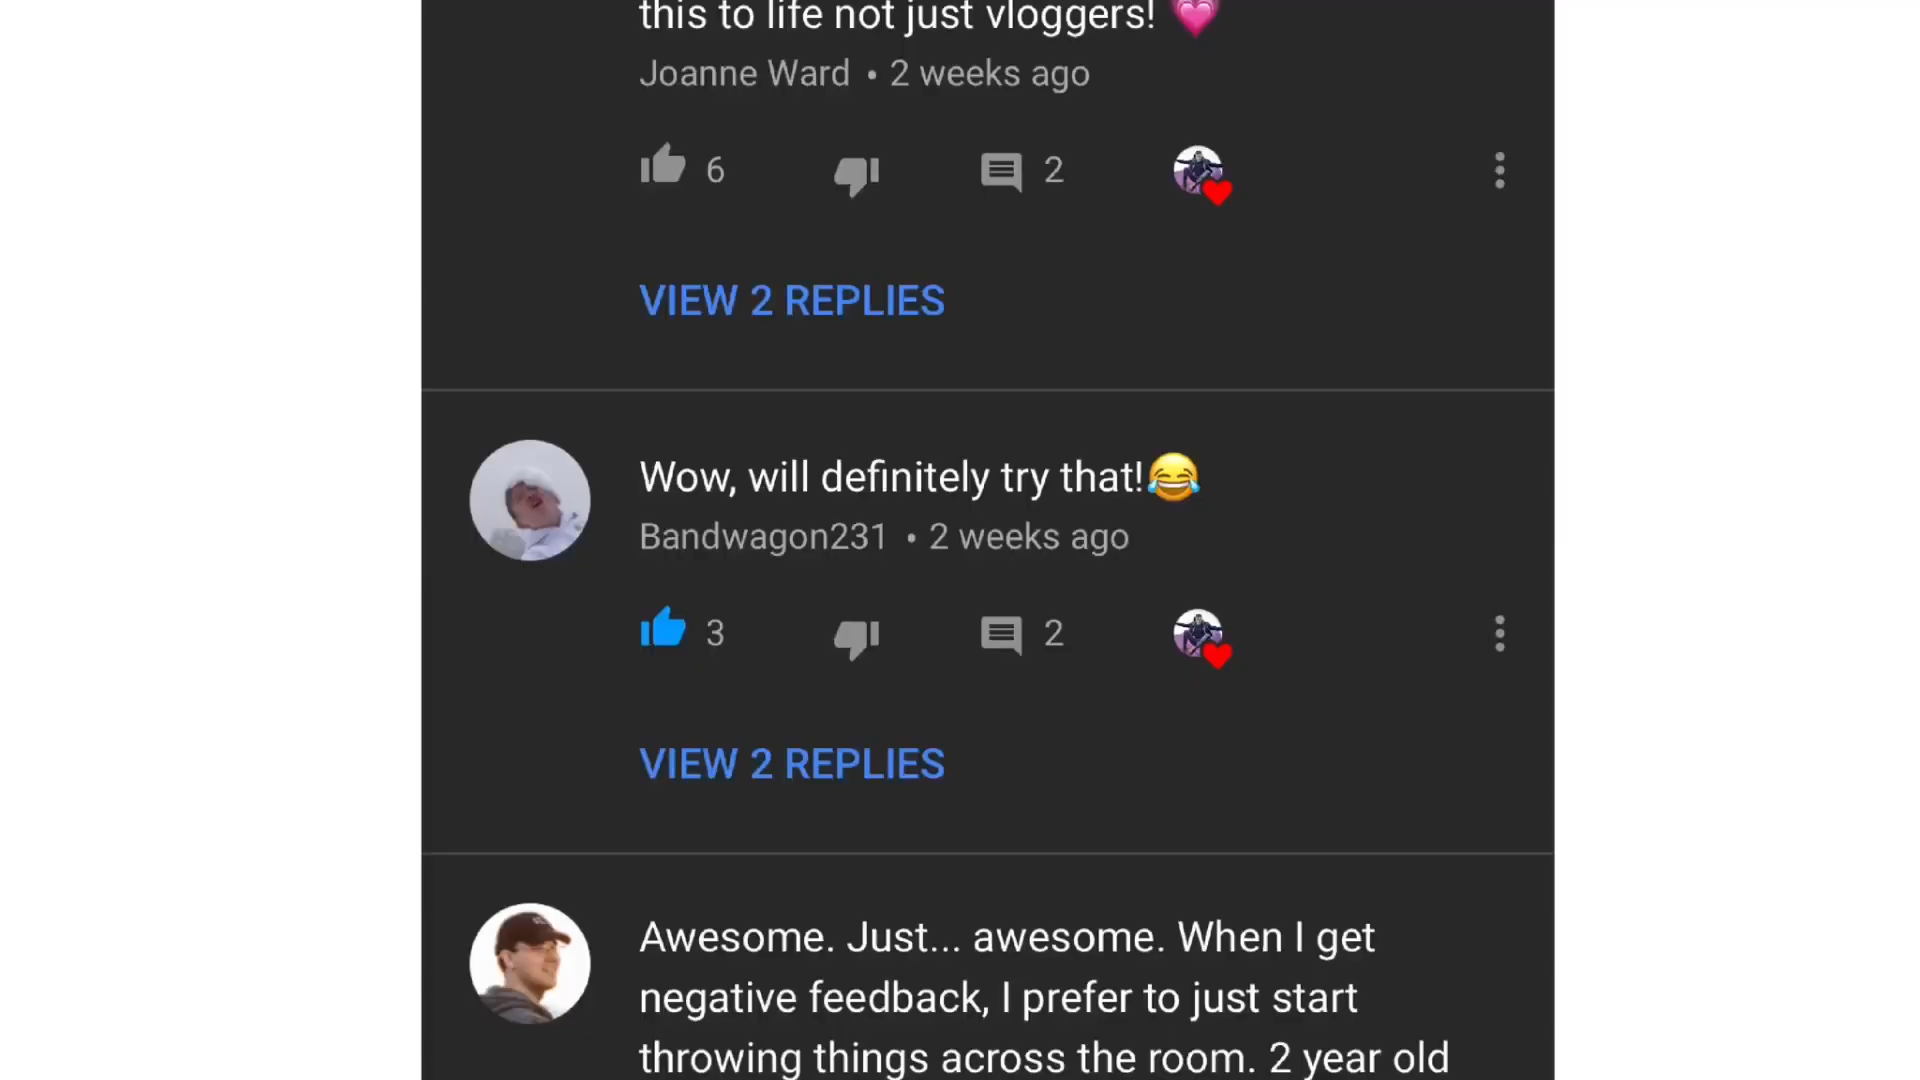 this to life not just vloggers! 💗
Joanne Ward • 2 weeks ago
6 2
VIEW 2 REPLIES
Wow, will definitely try that!😂
Bandwagon231 • 2 weeks ago
3 2
VIEW 2 REPLIES
Awesome. Just... awesome. When I get
negative feedback, I prefer to just start
throwing things across the room. 2 year old